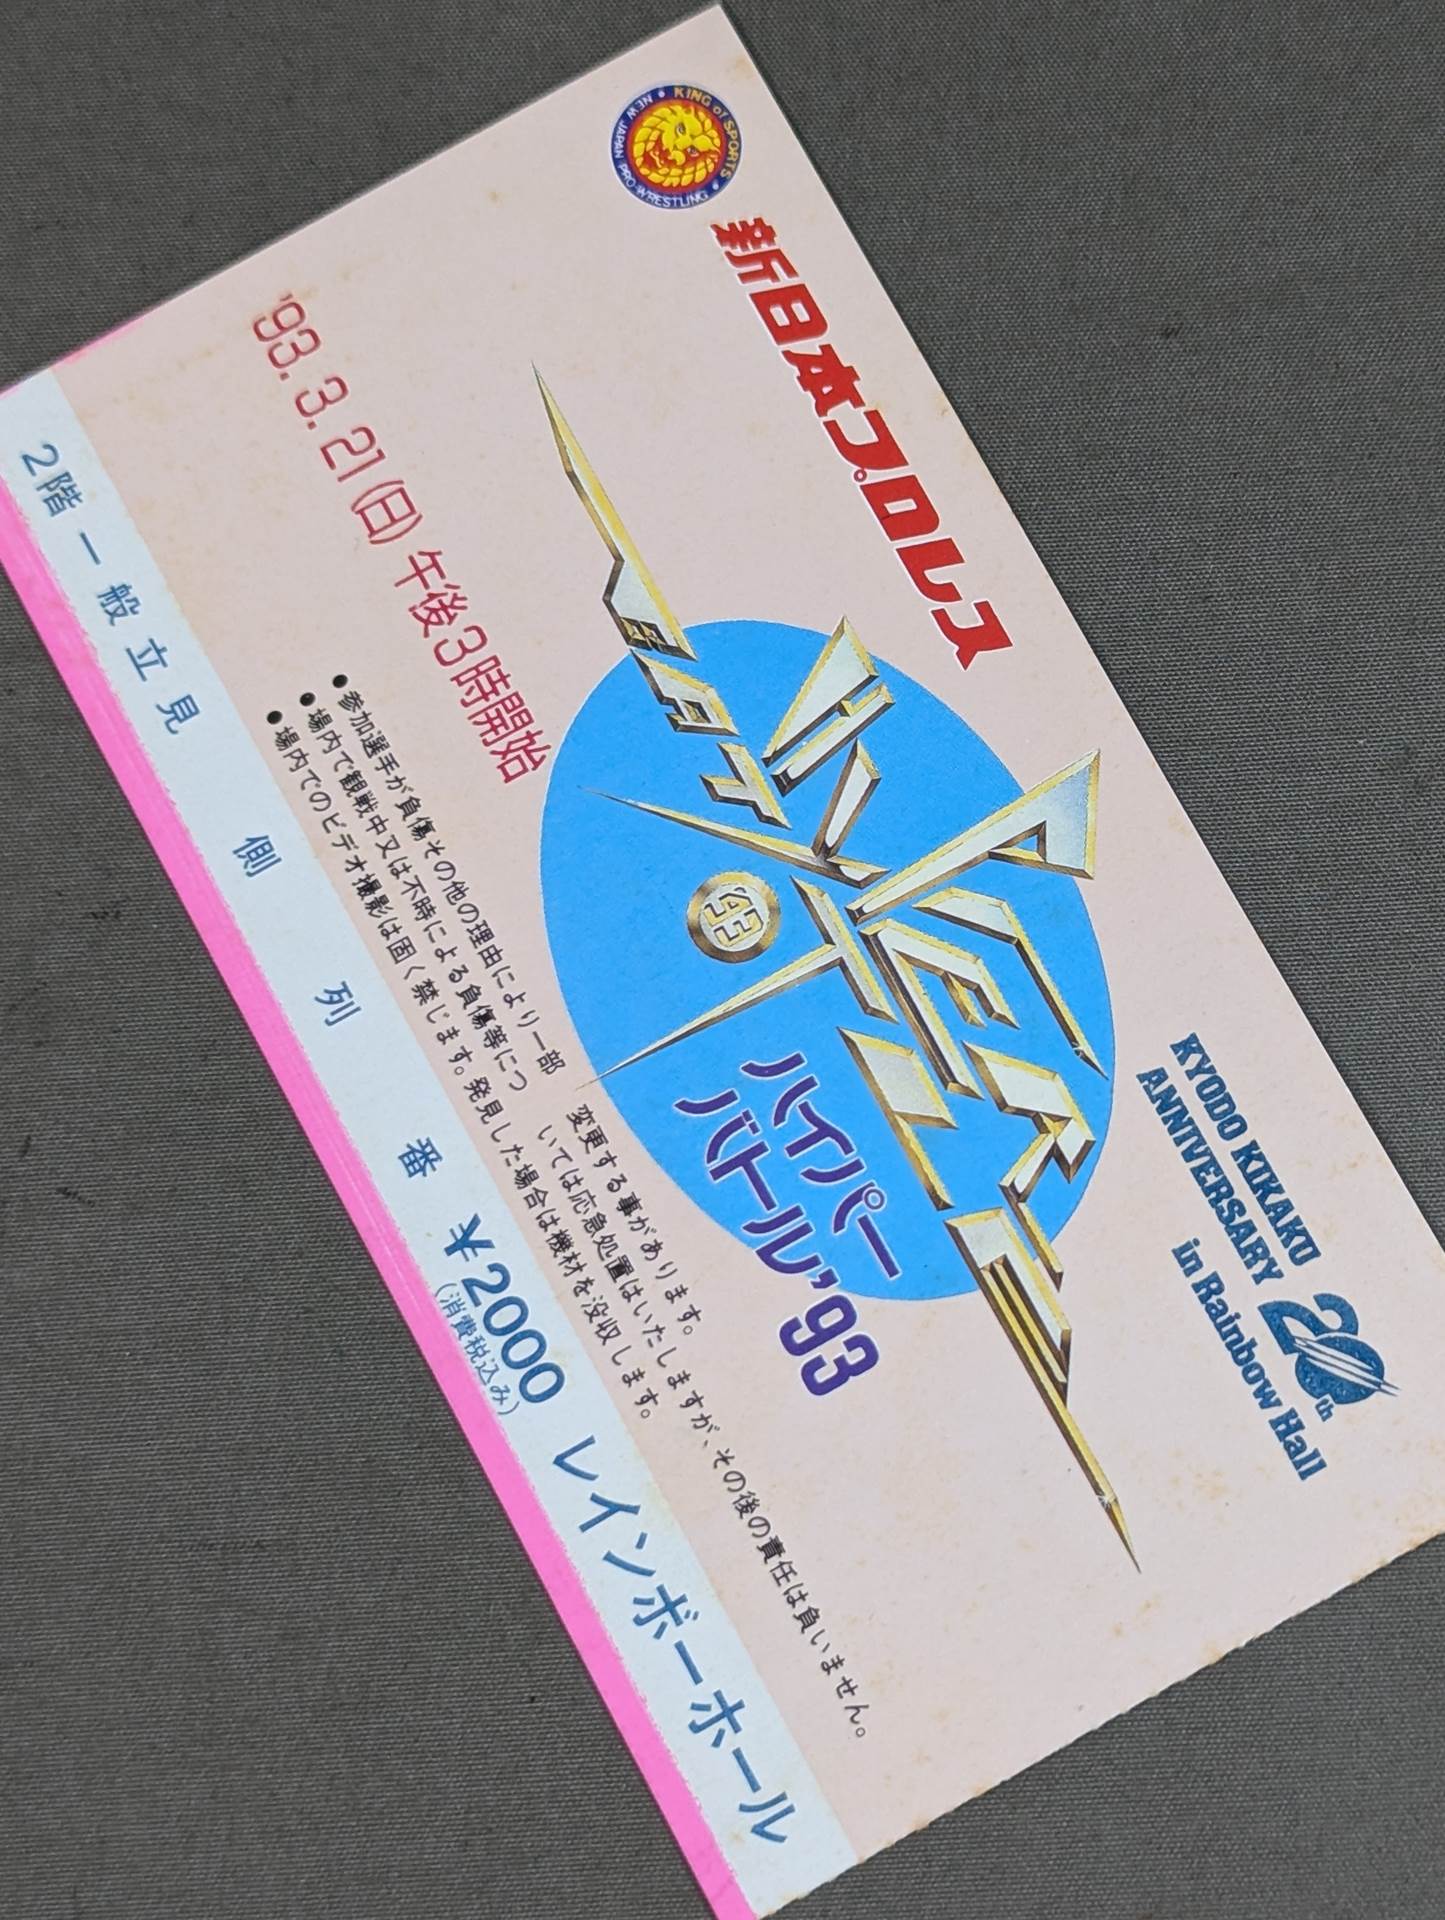 KING of SPORTS • NEW JAPAN PRO-WRESTLING •
新日本プロレス
KYODO KIKAKU
ANNIVERSARY 20th
in Rainbow Hall
HYPER
BATTLE
'93
ハイパー
バトル'93
'93. 3. 21 (日) 午後3時開始
●参加選手が負傷その他の理由により一部変更する事があります。
●場内で観戦中又は不時による負傷等については応急処置はいたしますが、その後の責任は負いません。
●場内でのビデオ撮影は固く禁じます。発見した場合は機材を没収します。
2階 一般立見 側 列 番 ¥2000 レインボーホール
(消費税込み)